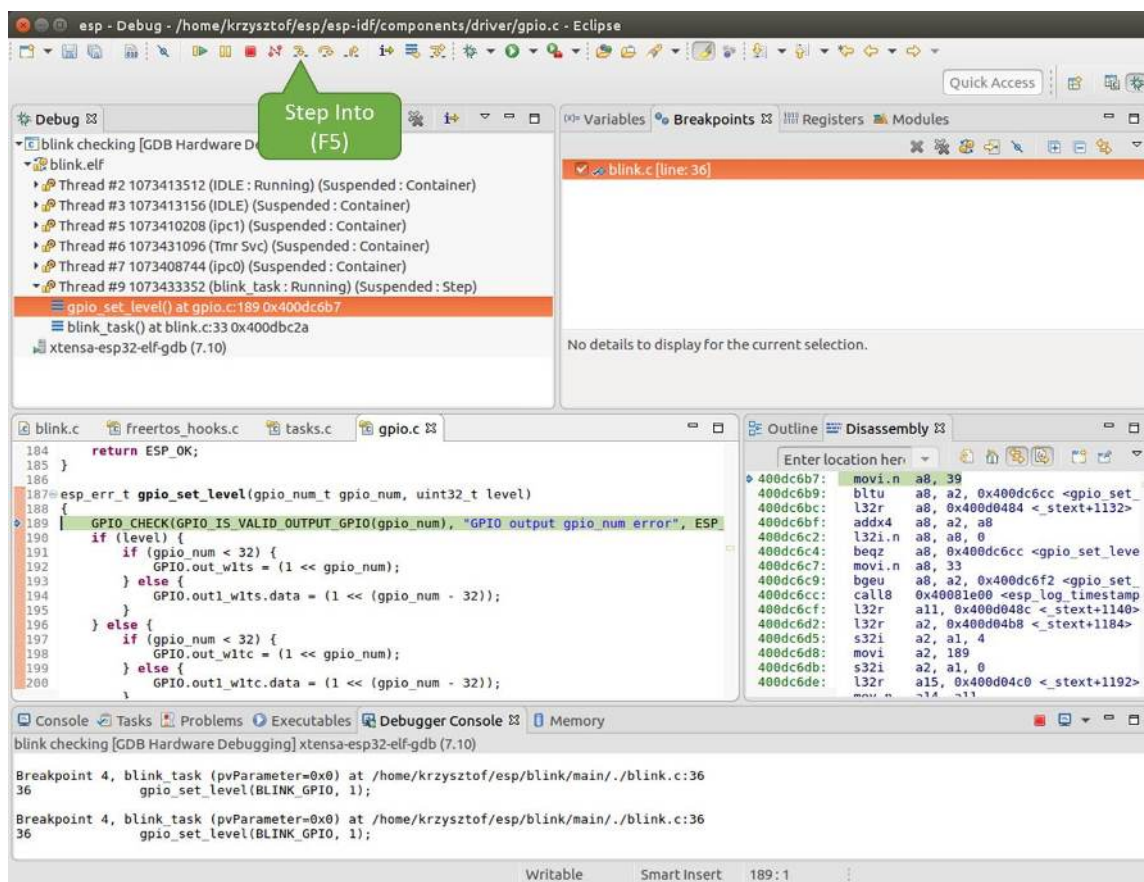 esp - Debug - /home/krzysztof/esp/esp-idf/components/driver/gpio.c - Eclipse
Quick Access
Step Into
(F5)
Debug
blink checking [GDB Hardware De
blink.elf
Thread #2 1073413512 (IDLE : Running) (Suspended : Container)
Thread #3 1073413156 (IDLE) (Suspended : Container)
Thread #5 1073410208 (ipc1) (Suspended : Container)
Thread #6 1073431096 (Tmr Svc) (Suspended : Container)
Thread #7 1073408744 (ipc0) (Suspended : Container)
Thread #9 1073433352 (blink_task : Running) (Suspended : Step)
gpio_set_level() at gpio.c:189 0x400dc6b7
blink_task() at blink.c:33 0x400dbc2a
xtensa-esp32-elf-gdb (7.10)
(x)= Variables Breakpoints Registers Modules
blink.c [line: 36]
No details to display for the current selection.
blink.c freertos_hooks.c tasks.c gpio.c
184 return ESP_OK;
185 }
186
187 esp_err_t gpio_set_level(gpio_num_t gpio_num, uint32_t level)
188 {
189 GPIO_CHECK(GPIO_IS_VALID_OUTPUT_GPIO(gpio_num), "GPIO output gpio_num error", ESP_
190 if (level) {
191 if (gpio_num < 32) {
192 GPIO.out_w1ts = (1 << gpio_num);
193 } else {
194 GPIO.out1_w1ts.data = (1 << (gpio_num - 32));
195 }
196 } else {
197 if (gpio_num < 32) {
198 GPIO.out_w1tc = (1 << gpio_num);
199 } else {
200 GPIO.out1_w1tc.data = (1 << (gpio_num - 32));
}
Outline Disassembly
Enter location her
400dc6b7: movi.n a8, 39
400dc6b9: bltu a8, a2, 0x400dc6cc <gpio_set_
400dc6bc: l32r a8, 0x400d0484 <_stext+1132>
400dc6bf: addx4 a8, a2, a8
400dc6c2: l32i.n a8, a8, 0
400dc6c4: beqz a8, 0x400dc6cc <gpio_set_leve
400dc6c7: movi.n a8, 33
400dc6c9: bgeu a8, a2, 0x400dc6f2 <gpio_set_
400dc6cc: call8 0x40081e00 <esp_log_timestamp
400dc6cf: l32r a11, 0x400d048c <_stext+1140>
400dc6d2: l32r a2, 0x400d04b8 <_stext+1184>
400dc6d5: s32i a2, a1, 4
400dc6d8: movi a2, 189
400dc6db: s32i a2, a1, 0
400dc6de: l32r a15, 0x400d04c0 <_stext+1192>
mov.n a14, a11
Console Tasks Problems Executables Debugger Console Memory
blink checking [GDB Hardware Debugging] xtensa-esp32-elf-gdb (7.10)
Breakpoint 4, blink_task (pvParameter=0x0) at /home/krzysztof/esp/blink/main/./blink.c:36
36 gpio_set_level(BLINK_GPIO, 1);
Breakpoint 4, blink_task (pvParameter=0x0) at /home/krzysztof/esp/blink/main/./blink.c:36
36 gpio_set_level(BLINK_GPIO, 1);
Writable Smart Insert 189 : 1